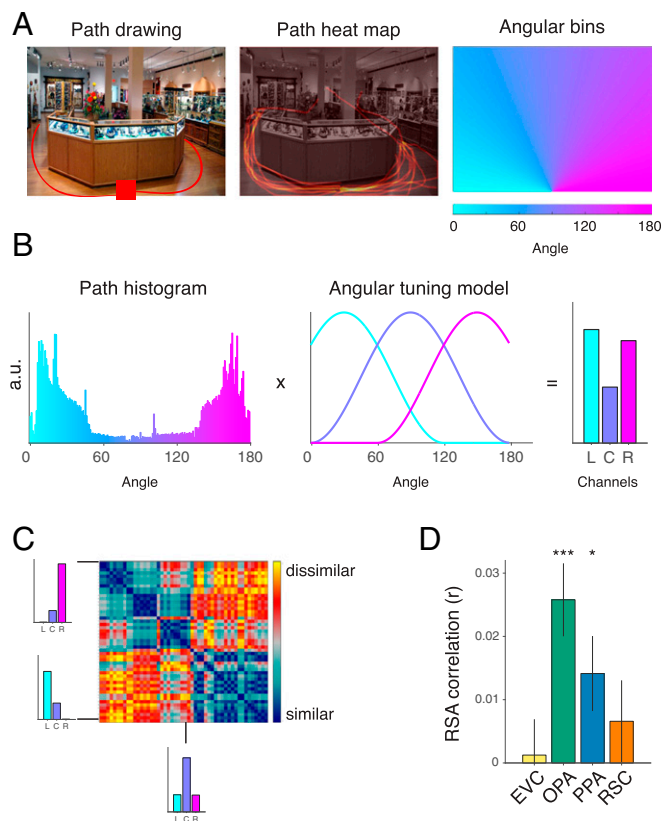 A
Path drawing
Path heat map
Angular bins
0 60 120 180
Angle
B
Path histogram
Angular tuning model
a.u.
x
=
0 60 120 180
0 60 120 180
L C R
Angle
Angle
Channels
C
D
L C R
L C R
L C R
dissimilar
similar
*** *
RSA correlation (r)
0.03
0.02
0.01
0
EVC OPA PPA RSC